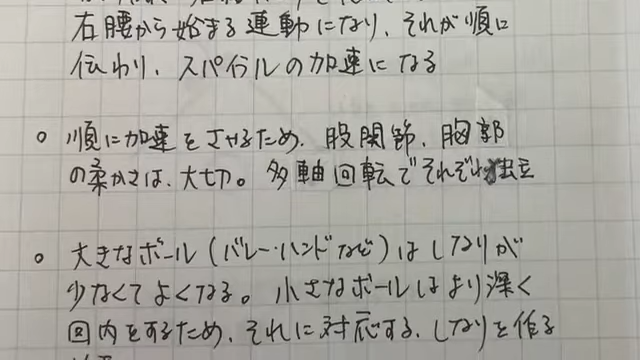 右腰から始まる運動になり、それが順に
伝わり、スパイラルの加速になる
○ 順に加速をさせるため、股関節、胸郭
の柔かさは、大切。多軸回転でそれぞれ独立
○ 大きなボール(バレー・ハンドなど)はしなりが
少なくてよくなる。小さなボールはより深く
回内をするため、それに対応する、しなりを作る